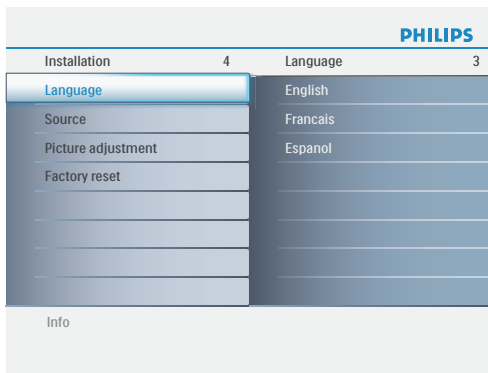 PHILIPS
Installation 4 Language 3
Language English
Source Francais
Picture adjustment Espanol
Factory reset
Info